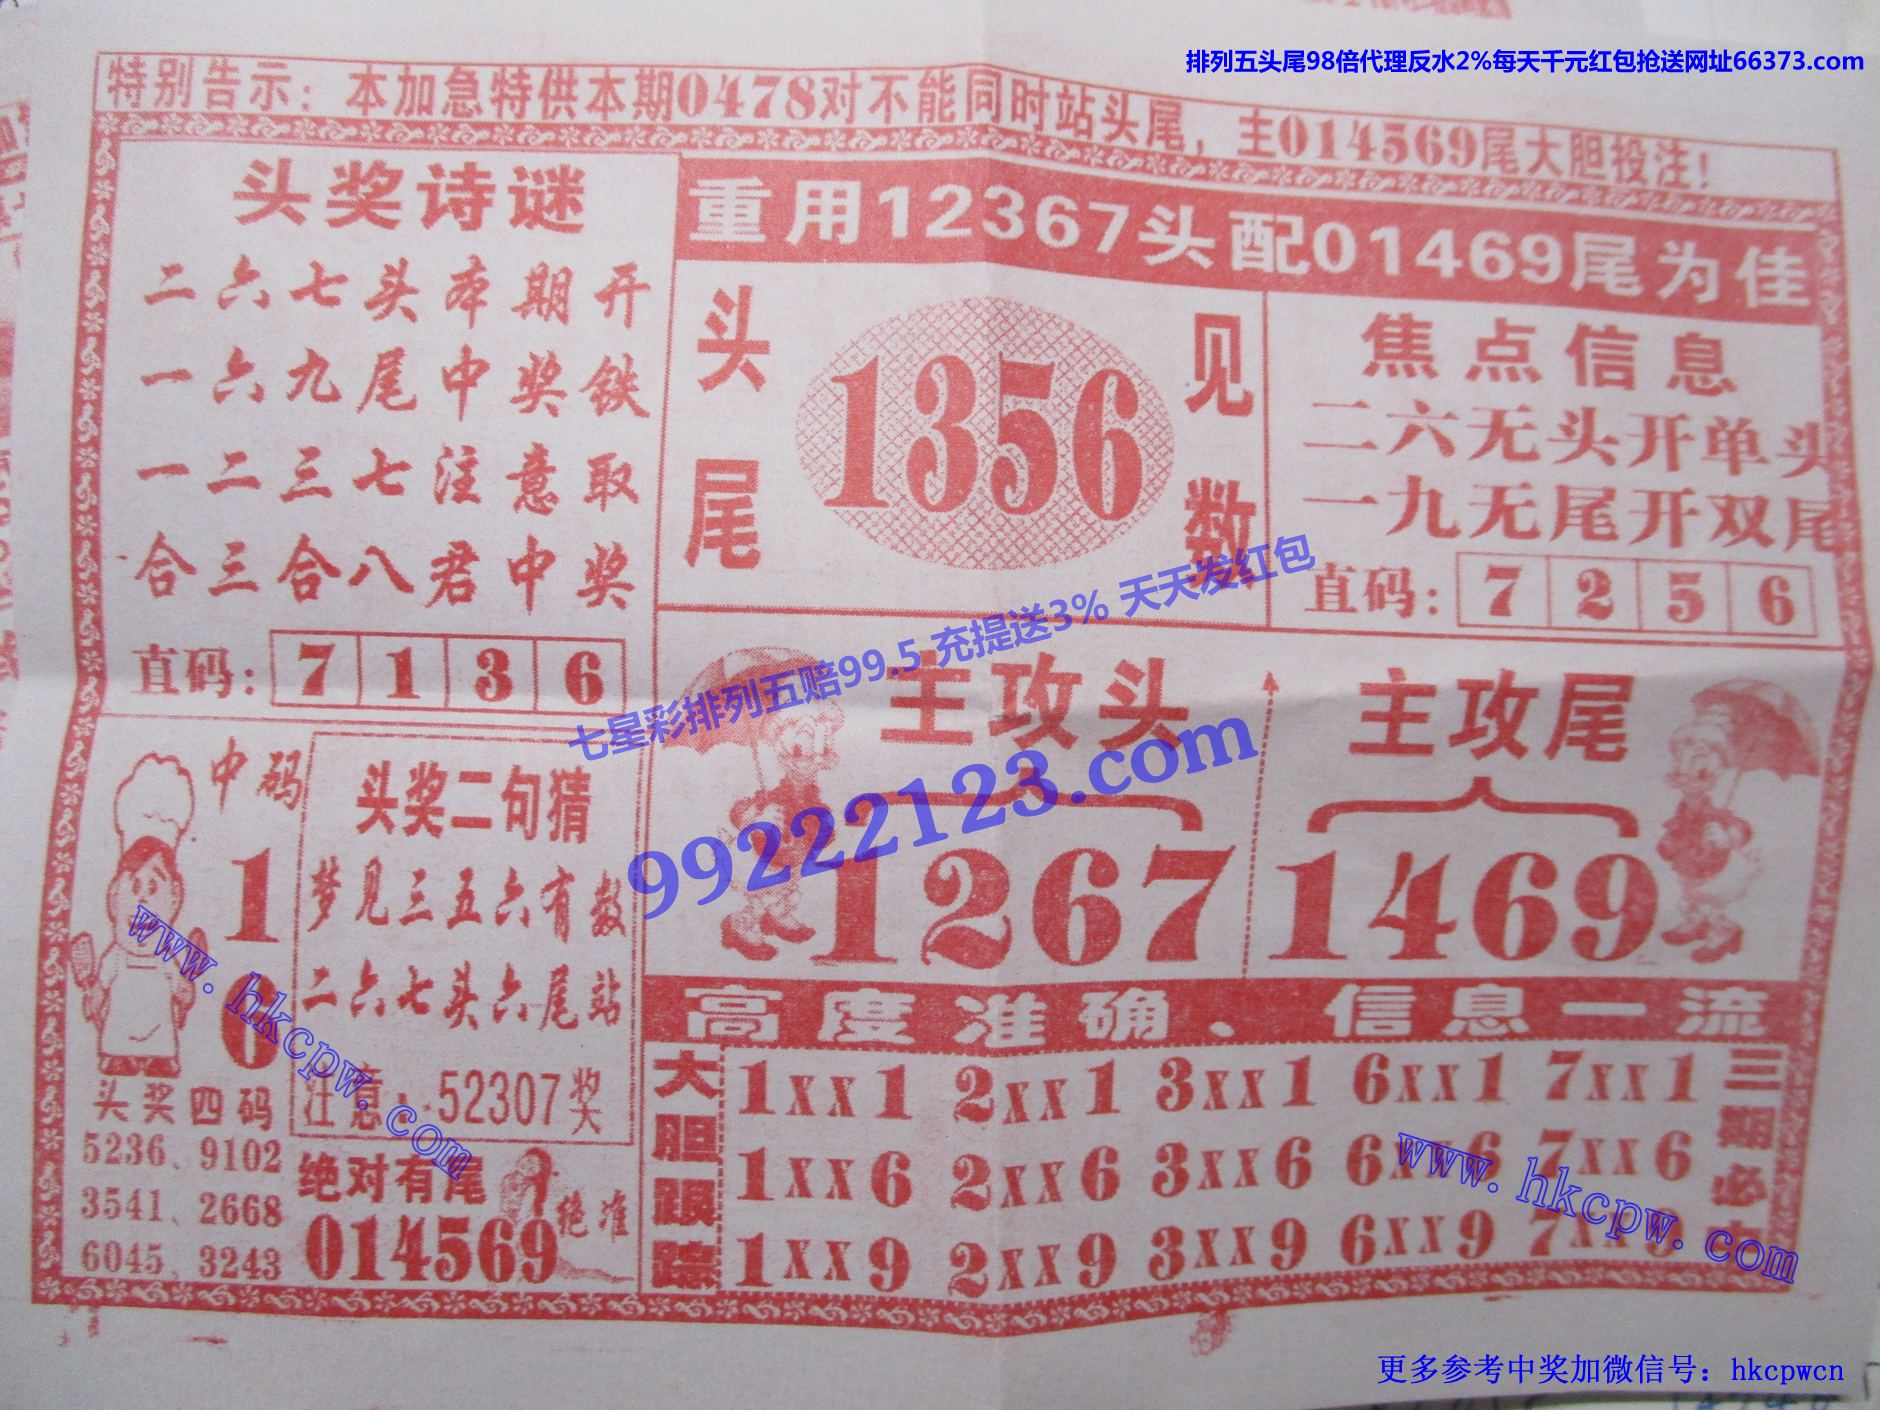 排列五头尾98倍代理反水2%每天千元红包抢送网址66373.com
特别告示：本加急特供本期0478对不能同时站头尾，主014569尾大胆投注！
头奖诗谜
二六七头本期开
一六九尾中奖铁
一二三七注意取
合三合八君中奖
直码：7136
重用12367头配01469尾为佳
头尾
1356
见数
焦点信息
二六无头开单头
一九无尾开双尾
直码：7256
七星彩排列五赔99.5 充提送3% 天天发红包
99222123.com
主攻头
1267
主攻尾
1469
中码
1
6
头奖四码
5236、9102
3541、2668
6045、3243
头奖二句猜
梦见三五六有数
二六七头六尾站
注意：52307奖
绝对有尾
014569
绝准
高度准确、信息一流
大胆跟踪
1xx1 2xx1 3xx1 6xx1 7xx1
1xx6 2xx6 3xx6 6xx6 7xx6
1xx9 2xx9 3xx9 6xx9 7xx9
三期必
www.hkcpw.com
www.hkcpw.com
更多参考中奖加微信号：hkcpwcn